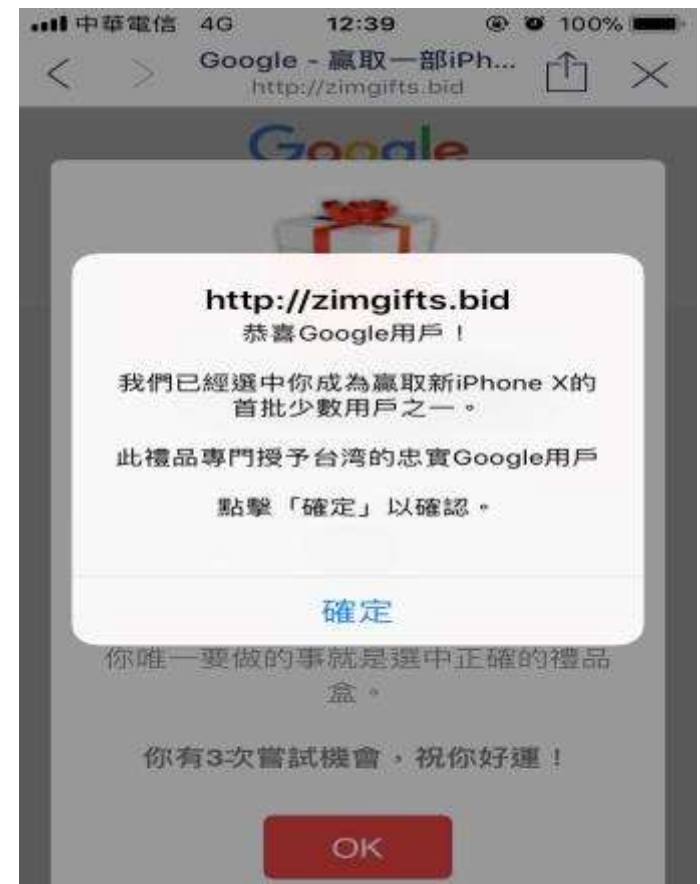 中華電信 4G 12:39 100%
Google - 贏取一部iPh...
http://zimgifts.bid
Google
http://zimgifts.bid
恭喜Google用戶！
我們已經選中你成為贏取新iPhone X的
首批少數用戶之一。
此禮品專門授予台湾的忠實Google用戶
點擊「確定」以確認。
確定
你唯一要做的事就是選中正確的禮品
盒。
你有3次嘗試機會，祝你好運！
OK